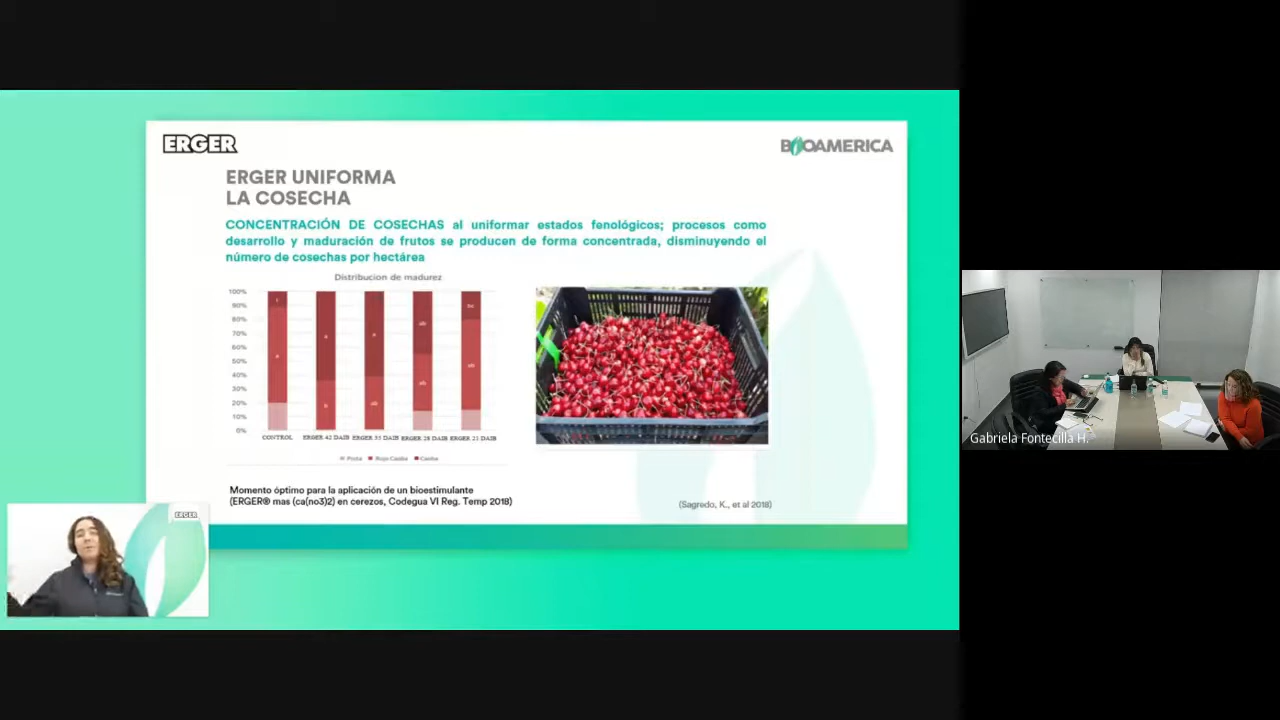 ERGER
BIOAMERICA
ERGER UNIFORMA
LA COSECHA
CONCENTRACIÓN DE COSECHAS al uniformar estados fenológicos; procesos como
desarrollo y maduración de frutos se producen de forma concentrada, disminuyendo el
número de cosechas por hectárea
Distribucion de madurez
100%
90%
80%
70%
60%
50%
40%
30%
20%
10%
0%
CONTROL ERGER 42 DAIB ERGER 35 DAIB ERGER 28 DAIB ERGER 21 DAIB
Rojo Caoba Caoba
Momento óptimo para la aplicación de un bioestimulante
(ERGER® mas (ca(no3)2) en cerezos, Codegua VI Reg. Temp 2018)
(Sagredo, K., et al 2018)
ERGER
Gabriela Fontecilla H.